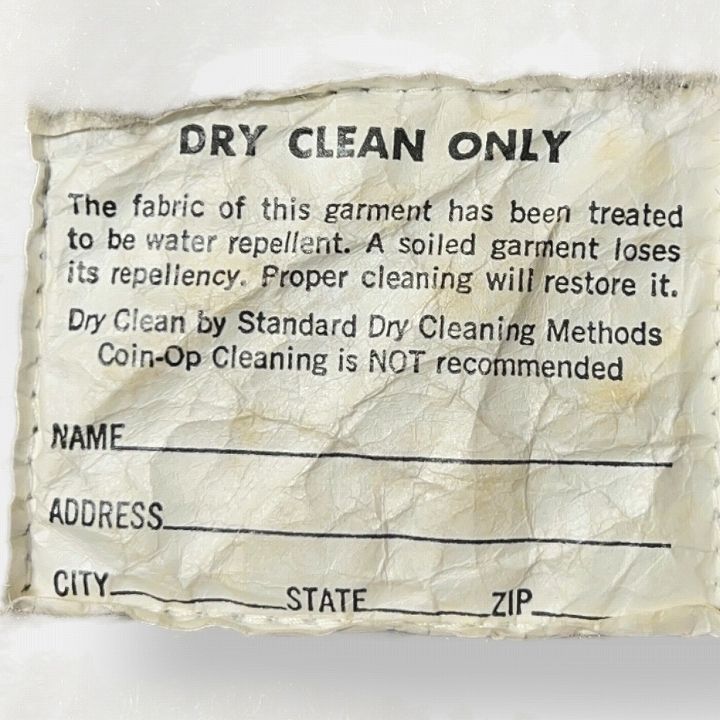 DRY CLEAN ONLY
The fabric of this garment has been treated
to be water repellent. A soiled garment loses
its repellency. Proper cleaning will restore it.
Dry Clean by Standard Dry Cleaning Methods
Coin-Op Cleaning is NOT recommended
NAME
ADDRESS
CITY STATE ZIP